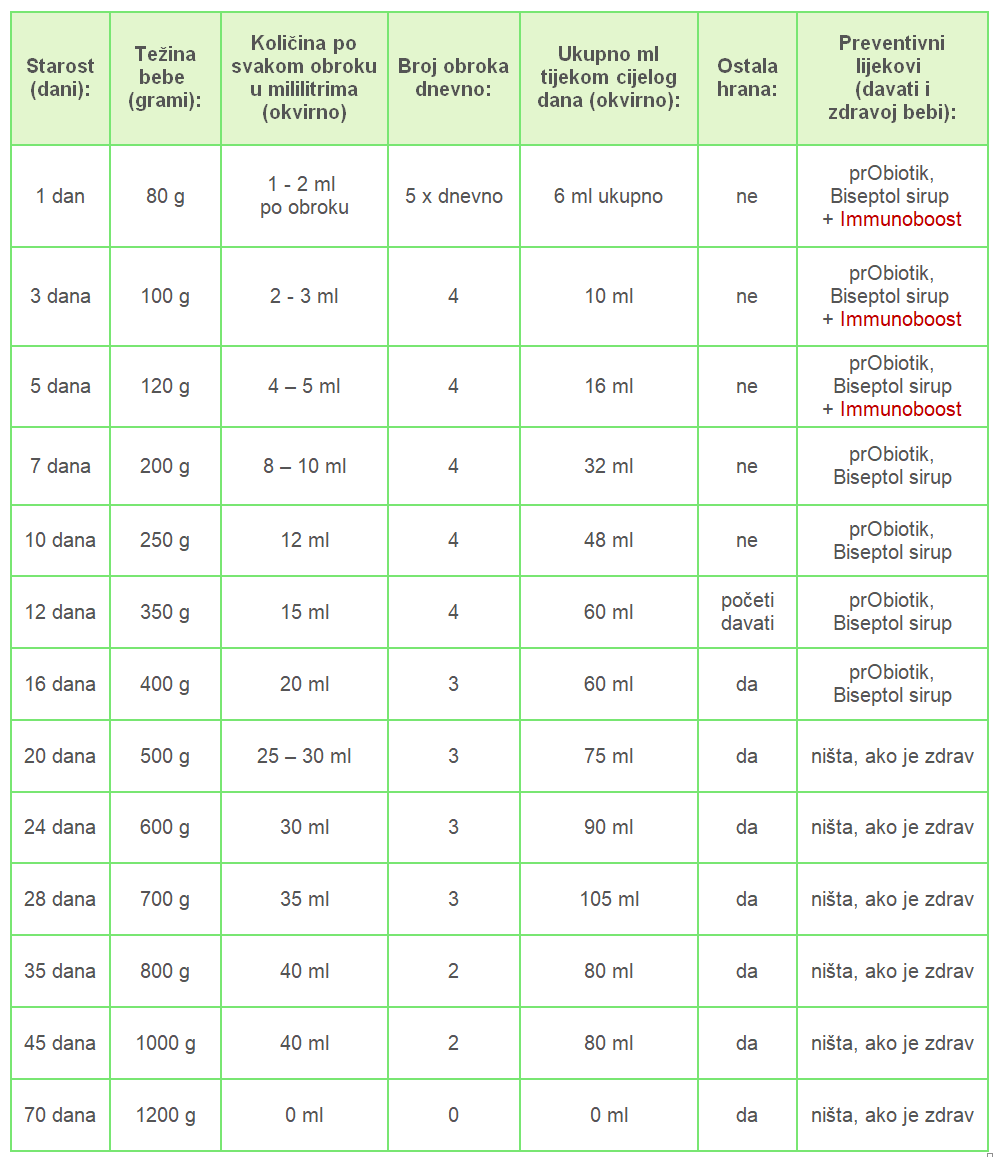 Starost (dani): | Težina bebe (grami): | Količina po svakom obroku u mililitrima (okvirno) | Broj obroka dnevno: | Ukupno ml tijekom cijelog dana (okvirno): | Ostala hrana: | Preventivni lijekovi (davati i zdravoj bebi):
1 dan | 80 g | 1 - 2 ml po obroku | 5 x dnevno | 6 ml ukupno | ne | prObiotik, Biseptol sirup + Immunoboost
3 dana | 100 g | 2 - 3 ml | 4 | 10 ml | ne | prObiotik, Biseptol sirup + Immunoboost
5 dana | 120 g | 4 – 5 ml | 4 | 16 ml | ne | prObiotik, Biseptol sirup + Immunoboost
7 dana | 200 g | 8 – 10 ml | 4 | 32 ml | ne | prObiotik, Biseptol sirup
10 dana | 250 g | 12 ml | 4 | 48 ml | ne | prObiotik, Biseptol sirup
12 dana | 350 g | 15 ml | 4 | 60 ml | početi davati | prObiotik, Biseptol sirup
16 dana | 400 g | 20 ml | 3 | 60 ml | da | prObiotik, Biseptol sirup
20 dana | 500 g | 25 – 30 ml | 3 | 75 ml | da | ništa, ako je zdrav
24 dana | 600 g | 30 ml | 3 | 90 ml | da | ništa, ako je zdrav
28 dana | 700 g | 35 ml | 3 | 105 ml | da | ništa, ako je zdrav
35 dana | 800 g | 40 ml | 2 | 80 ml | da | ništa, ako je zdrav
45 dana | 1000 g | 40 ml | 2 | 80 ml | da | ništa, ako je zdrav
70 dana | 1200 g | 0 ml | 0 | 0 ml | da | ništa, ako je zdrav